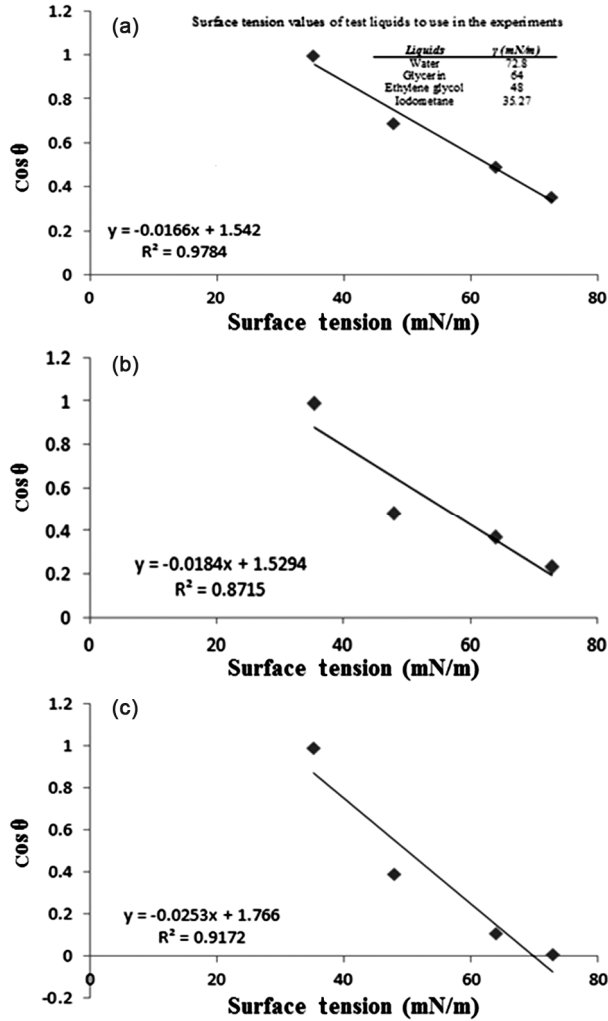 (a)
Surface tension values of test liquids to use in the experiments
Liquids γ (mN/m)
Water 72.8
Glycerin 64
Ethylene glycol 48
Iodometane 35.27
1.2
1
0.8
0.6
0.4
0.2
0
Cos θ
y = -0.0166x + 1.542
R² = 0.9784
0 20 40 60 80
Surface tension (mN/m)
(b)
1.2
1
0.8
0.6
0.4
0.2
0
Cos θ
y = -0.0184x + 1.5294
R² = 0.8715
0 20 40 60 80
Surface tension (mN/m)
(c)
1.2
1
0.8
0.6
0.4
0.2
0
-0.2
Cos θ
y = -0.0253x + 1.766
R² = 0.9172
0 20 40 60 80
Surface tension (mN/m)